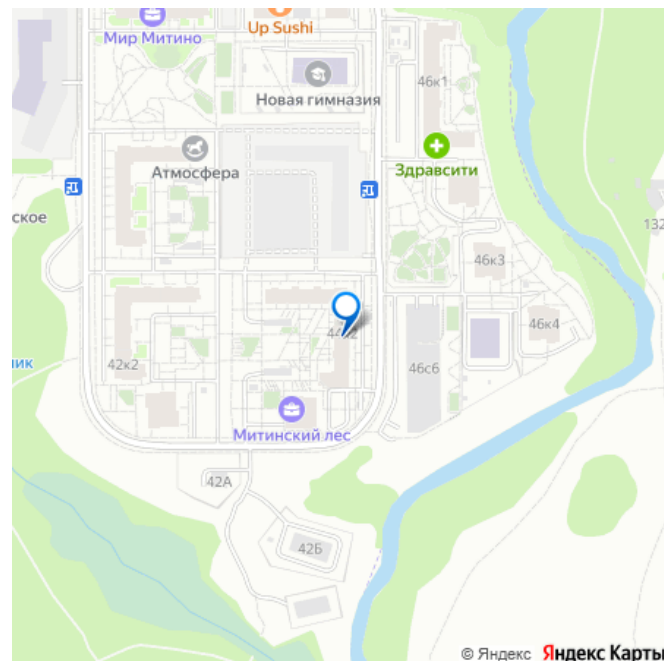 Мир Митино
Up Sushi
46к1
Новая гимназия
Здравсити
Атмосфера
ское
132
46к3
46к4
42к2
46с6
ик
Митинский лес
42А
42Б
© Яндекс Яндекс Карты